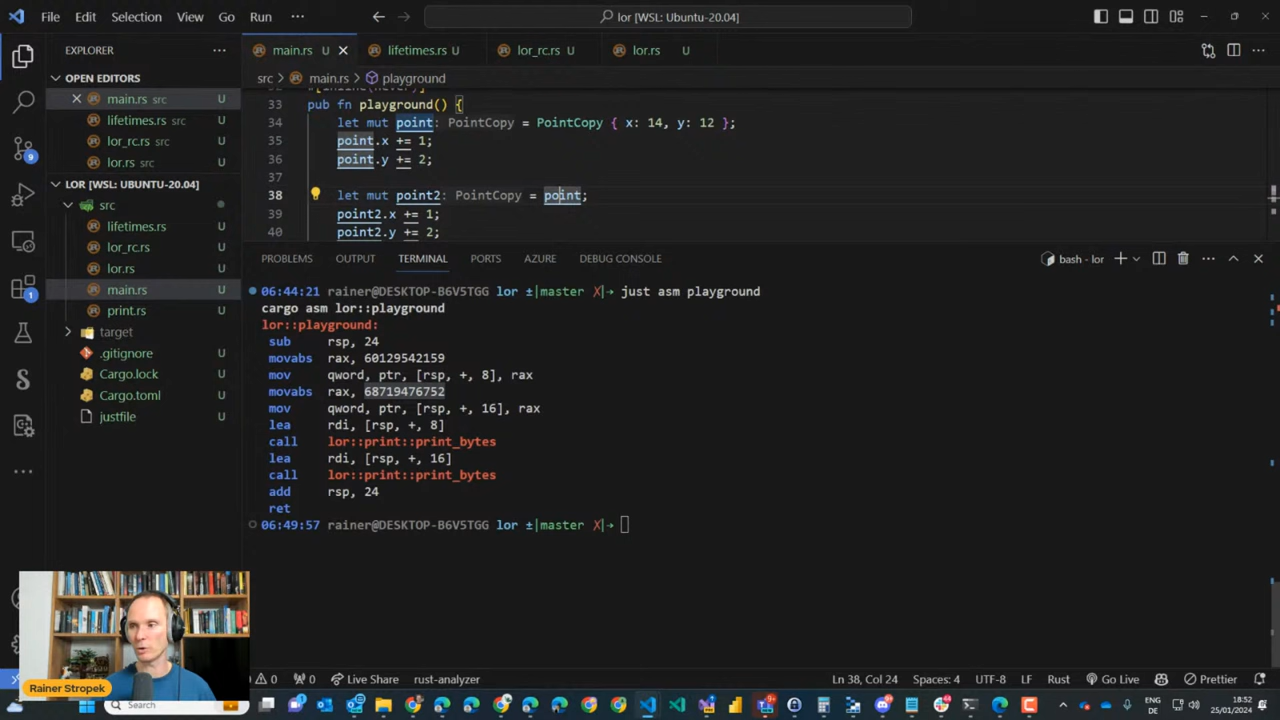 File Edit Selection View Go Run ··· lor [WSL: Ubuntu-20.04]
EXPLORER ···
main.rs U lifetimes.rs U lor_rc.rs U lor.rs U
OPEN EDITORS
main.rs src U
lifetimes.rs src U
lor_rc.rs src U
lor.rs src U
LOR [WSL: UBUNTU-20.04]
src
lifetimes.rs U
lor_rc.rs U
lor.rs U
main.rs U
print.rs U
target
.gitignore U
Cargo.lock U
Cargo.toml U
justfile U
9
1
src > main.rs > playground
32 #[inline(never)]
33 pub fn playground() {
34 let mut point: PointCopy = PointCopy { x: 14, y: 12 };
35 point.x += 1;
36 point.y += 2;
37
38 let mut point2: PointCopy = point;
39 point2.x += 1;
40 point2.y += 2;
PROBLEMS OUTPUT TERMINAL PORTS AZURE DEBUG CONSOLE bash - lor
06:44:21 rainer@DESKTOP-B6V5TGG lor ±|master X|→ just asm playground
cargo asm lor::playground
lor::playground:
sub rsp, 24
movabs rax, 60129542159
mov qword, ptr, [rsp, +, 8], rax
movabs rax, 68719476752
mov qword, ptr, [rsp, +, 16], rax
lea rdi, [rsp, +, 8]
call lor::print::print_bytes
lea rdi, [rsp, +, 16]
call lor::print::print_bytes
add rsp, 24
ret
06:49:57 rainer@DESKTOP-B6V5TGG lor ±|master X|→
Rainer Stropek
0 0 Live Share rust-analyzer Ln 38, Col 24 Spaces: 4 UTF-8 LF Rust Go Live Prettier
Search
ENG
DE
18:52
25/01/2024